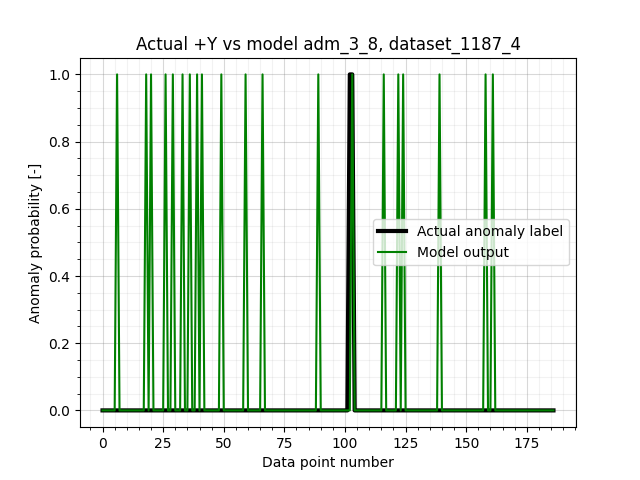 Actual +Y vs model adm_3_8, dataset_1187_4
1.0
0.8
0.6
0.4
0.2
0.0
Anomaly probability [-]
Actual anomaly label
Model output
0 25 50 75 100 125 150 175
Data point number